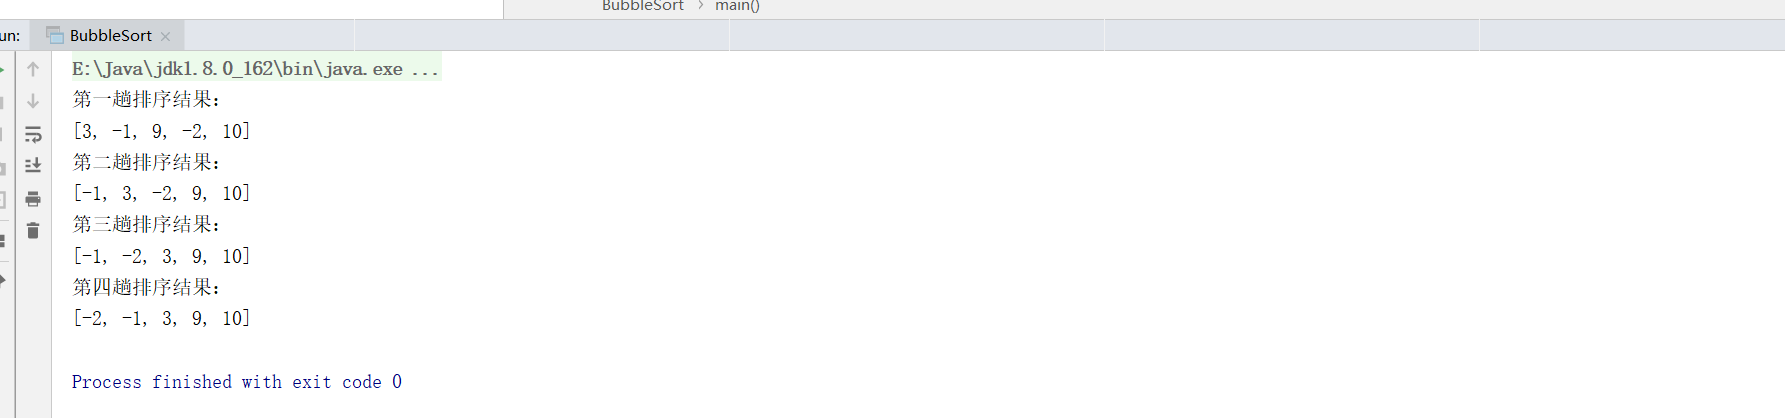 BubbleSort › main()
un: BubbleSort ×
E:\Java\jdk1.8.0_162\bin\java.exe ...
第一趟排序结果：
[3, -1, 9, -2, 10]
第二趟排序结果：
[-1, 3, -2, 9, 10]
第三趟排序结果：
[-1, -2, 3, 9, 10]
第四趟排序结果：
[-2, -1, 3, 9, 10]
Process finished with exit code 0